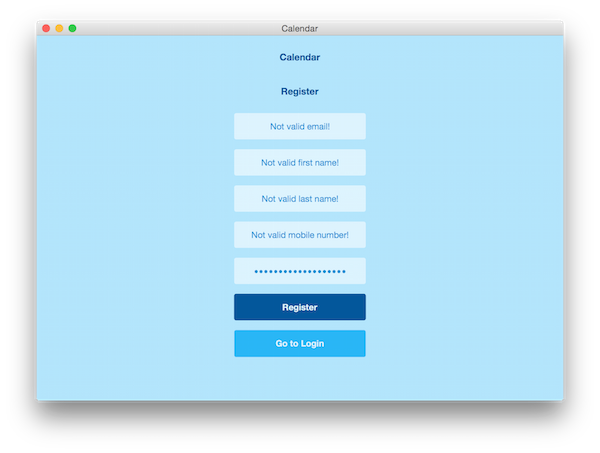 Calendar
Calendar
Register
Not valid email!
Not valid first name!
Not valid last name!
Not valid mobile number!
•••••••••••••••••••
Register
Go to Login